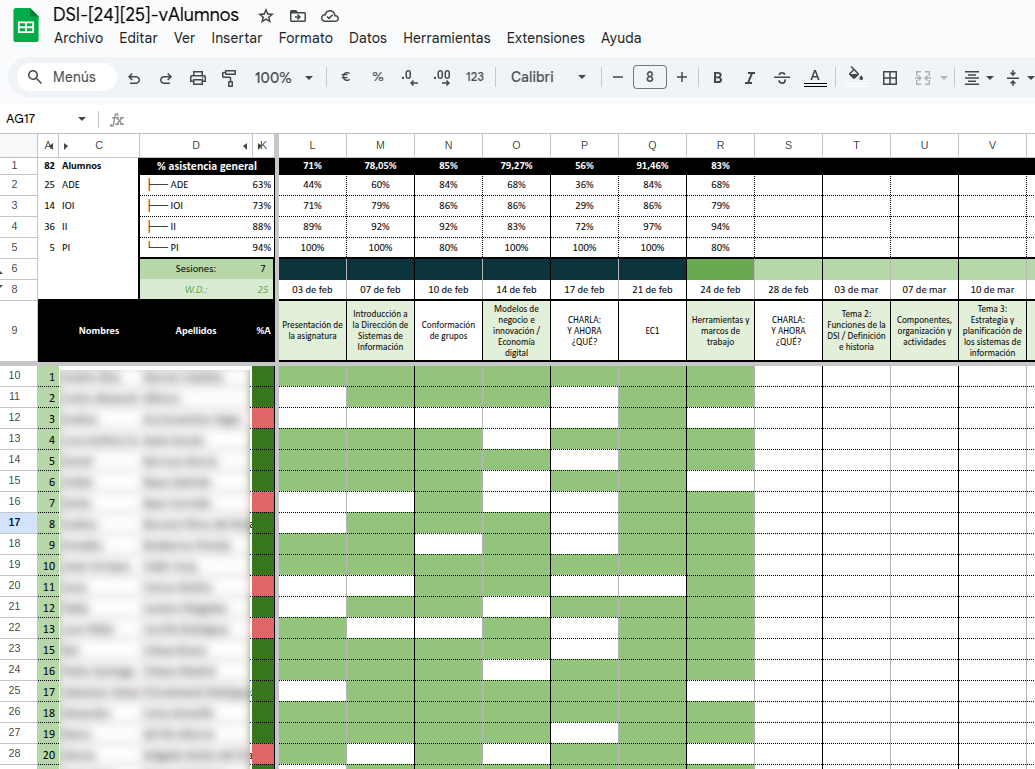 DSI-[24][25]-vAlumnos
Archivo Editar Ver Insertar Formato Datos Herramientas Extensiones Ayuda
Menús 100% € % .0 .00 123 Calibri 8 B I S A
AG17 fx
A C D K L M N O P Q R S T U V
1 82 Alumnos % asistencia general 71% 78,05% 85% 79,27% 56% 91,46% 83%
2 25 ADE ADE 63% 44% 60% 84% 68% 36% 84% 68%
3 14 IOI IOI 73% 71% 79% 86% 86% 29% 86% 79%
4 36 II II 88% 89% 92% 92% 83% 72% 97% 94%
5 5 PI PI 94% 100% 100% 80% 100% 100% 100% 80%
6 Sesiones: 7
8 W.D.: 25 03 de feb 07 de feb 10 de feb 14 de feb 17 de feb 21 de feb 24 de feb 28 de feb 03 de mar 07 de mar 10 de mar
9 Nombres Apellidos %A
Presentación de
la asignatura
Introducción a
la Dirección de
Sistemas de
Información
Conformación
de grupos
Modelos de
negocio e
innovación /
Economía
digital
CHARLA:
Y AHORA
¿QUÉ?
EC1
Herramientas y
marcos de
trabajo
CHARLA:
Y AHORA
¿QUÉ?
Tema 2:
Funciones de la
DSI / Definición
e historia
Componentes,
organización y
actividades
Tema 3:
Estrategia y
planificación de
los sistemas de
información
10 1
11 2
12 3
13 4
14 5
15 6
16 7
17 8
18 9
19 10
20 11
21 12
22 13
23 15
24 16
25 17
26 18
27 19
28 20